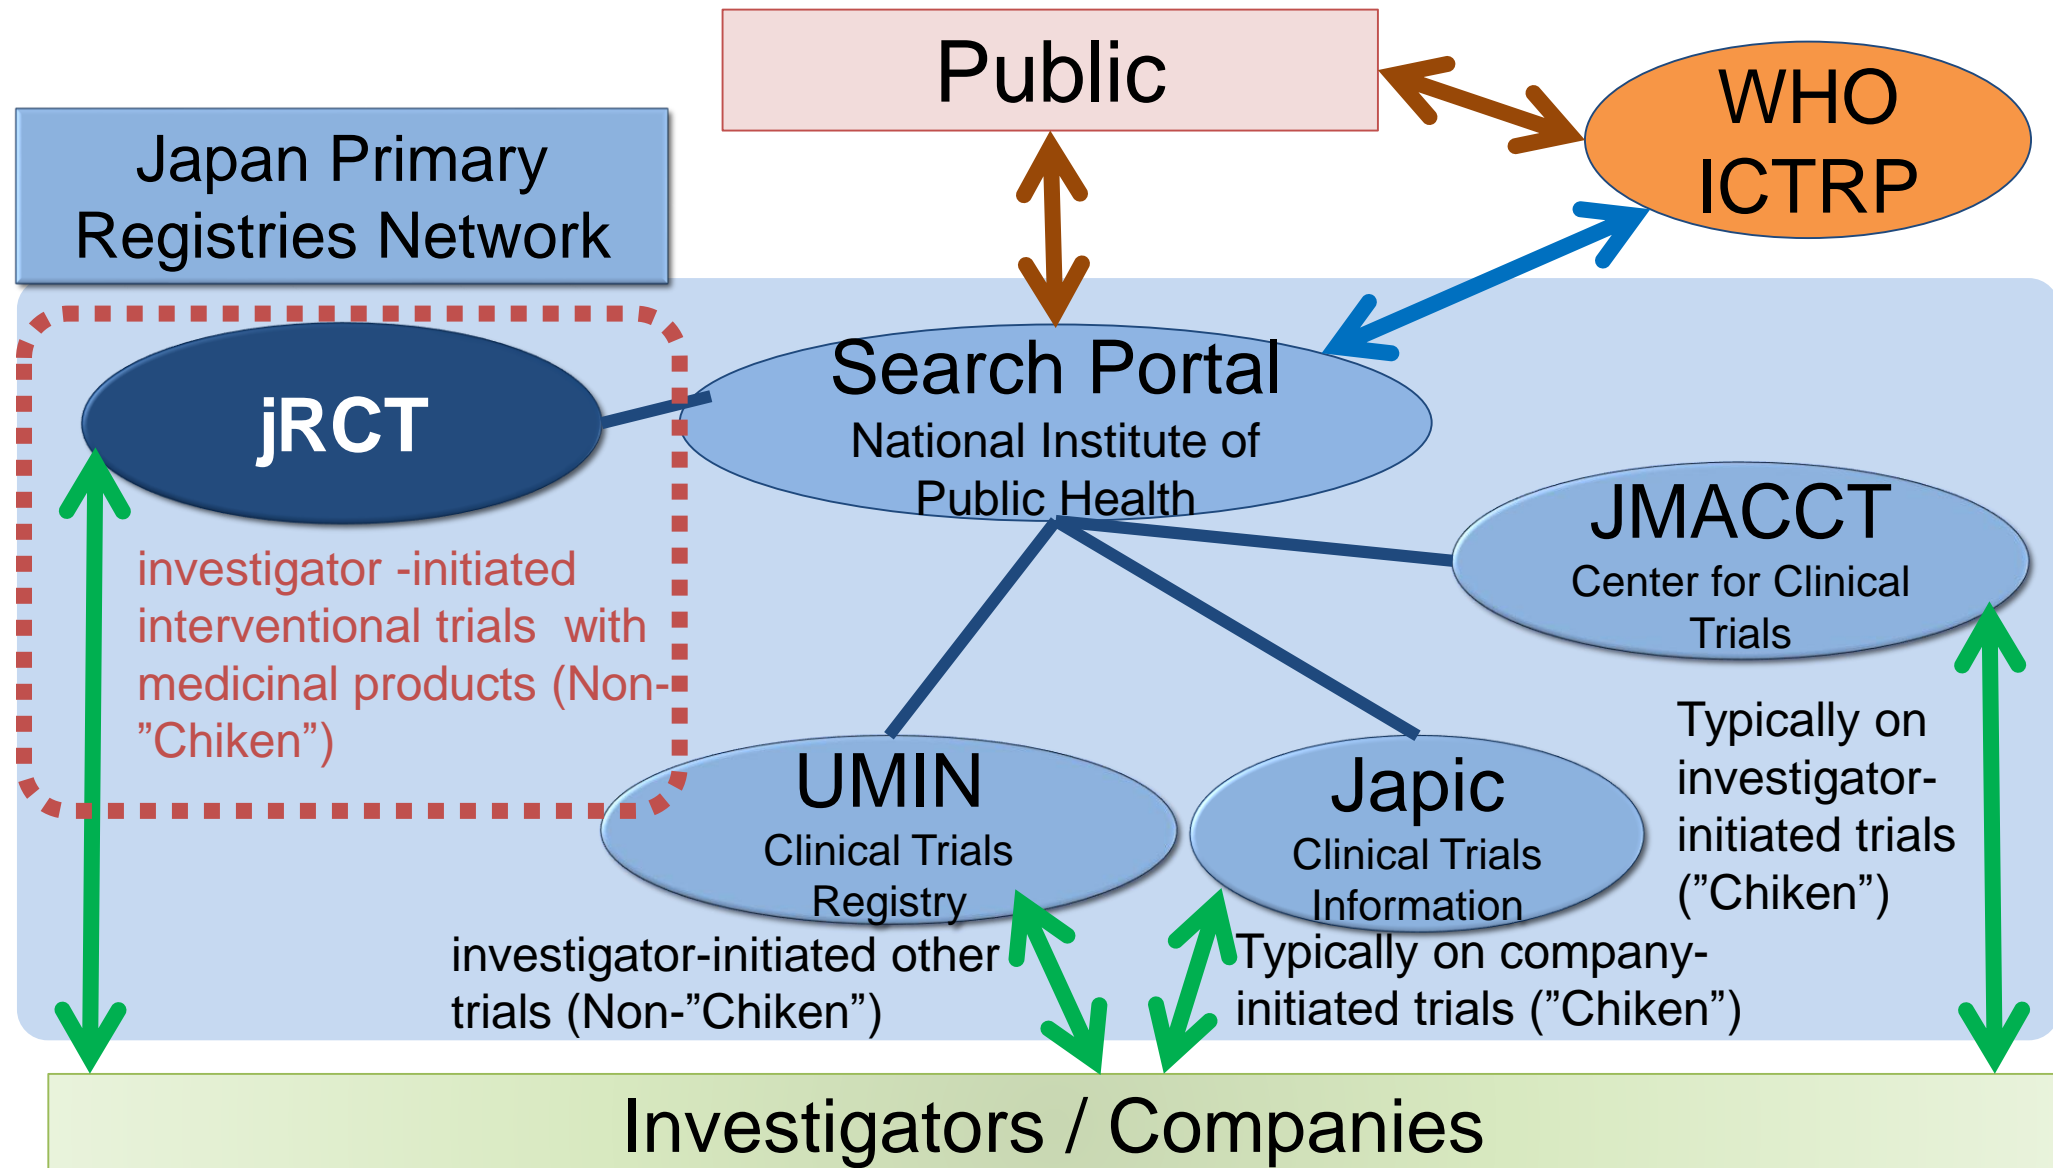 Public
WHO
ICTRP
Japan Primary
Registries Network
jRCT
investigator -initiated
interventional trials  with
medicinal products (Non-
”Chiken”)
Search Portal
National Institute of
Public Health
JMACCT
Center for Clinical
Trials
Typically on
investigator-
initiated trials
(”Chiken”)
UMIN
Clinical Trials
Registry
investigator-initiated other
trials (Non-”Chiken”)
Japic
Clinical Trials
Information
Typically on company-
initiated trials (”Chiken”)
Investigators / Companies